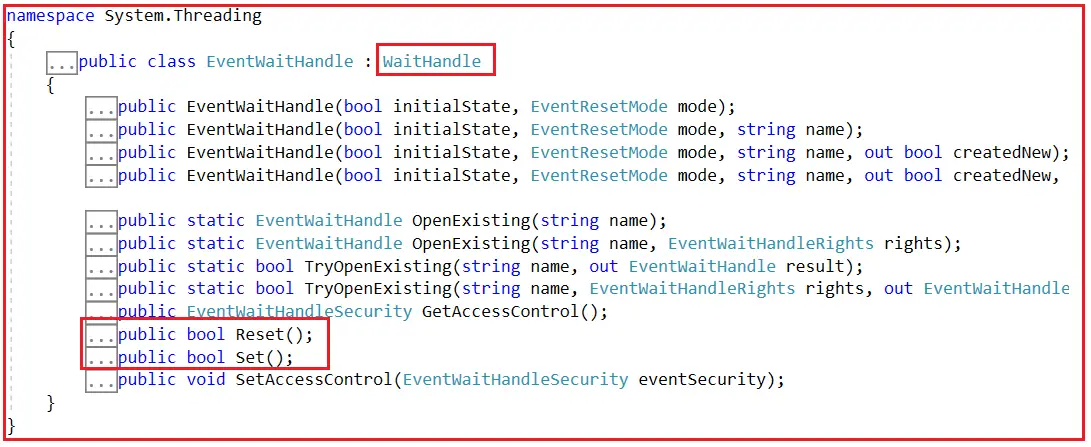 namespace System.Threading
{
...public class EventWaitHandle : WaitHandle
{
...public EventWaitHandle(bool initialState, EventResetMode mode);
...public EventWaitHandle(bool initialState, EventResetMode mode, string name);
...public EventWaitHandle(bool initialState, EventResetMode mode, string name, out bool createdNew);
...public EventWaitHandle(bool initialState, EventResetMode mode, string name, out bool createdNew,
...public static EventWaitHandle OpenExisting(string name);
...public static EventWaitHandle OpenExisting(string name, EventWaitHandleRights rights);
...public static bool TryOpenExisting(string name, out EventWaitHandle result);
...public static bool TryOpenExisting(string name, EventWaitHandleRights rights, out EventWaitHandle
...public EventWaitHandleSecurity GetAccessControl();
...public bool Reset();
...public bool Set();
...public void SetAccessControl(EventWaitHandleSecurity eventSecurity);
}
}